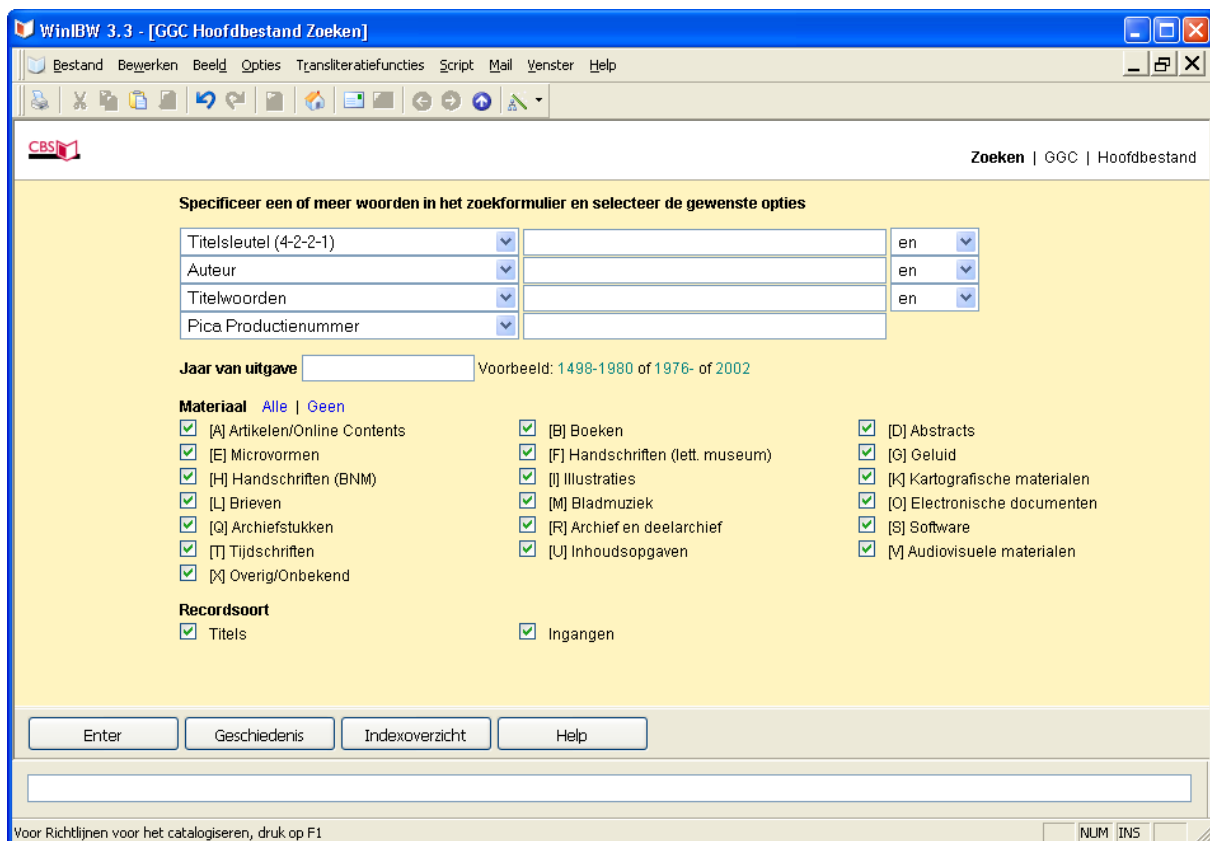 WinIBW 3.3 - [GGC Hoofdbestand Zoeken]
Bestand Bewerken Beeld Opties Transliteratiefuncties Script Mail Venster Help
CBS
Zoeken | GGC | Hoofdbestand
Specificeer een of meer woorden in het zoekformulier en selecteer de gewenste opties
Titelsleutel (4-2-2-1) en
Auteur en
Titelwoorden en
Pica Productienummer
Jaar van uitgave Voorbeeld: 1498-1980 of 1976- of 2002
Materiaal Alle | Geen
[A] Artikelen/Online Contents [B] Boeken [D] Abstracts
[E] Microvormen [F] Handschriften (lett. museum) [G] Geluid
[H] Handschriften (BNM) [I] Illustraties [K] Kartografische materialen
[L] Brieven [M] Bladmuziek [O] Electronische documenten
[Q] Archiefstukken [R] Archief en deelarchief [S] Software
[T] Tijdschriften [U] Inhoudsopgaven [V] Audiovisuele materialen
[X] Overig/Onbekend
Recordsoort
Titels Ingangen
Enter Geschiedenis Indexoverzicht Help
Voor Richtlijnen voor het catalogiseren, druk op F1 NUM INS